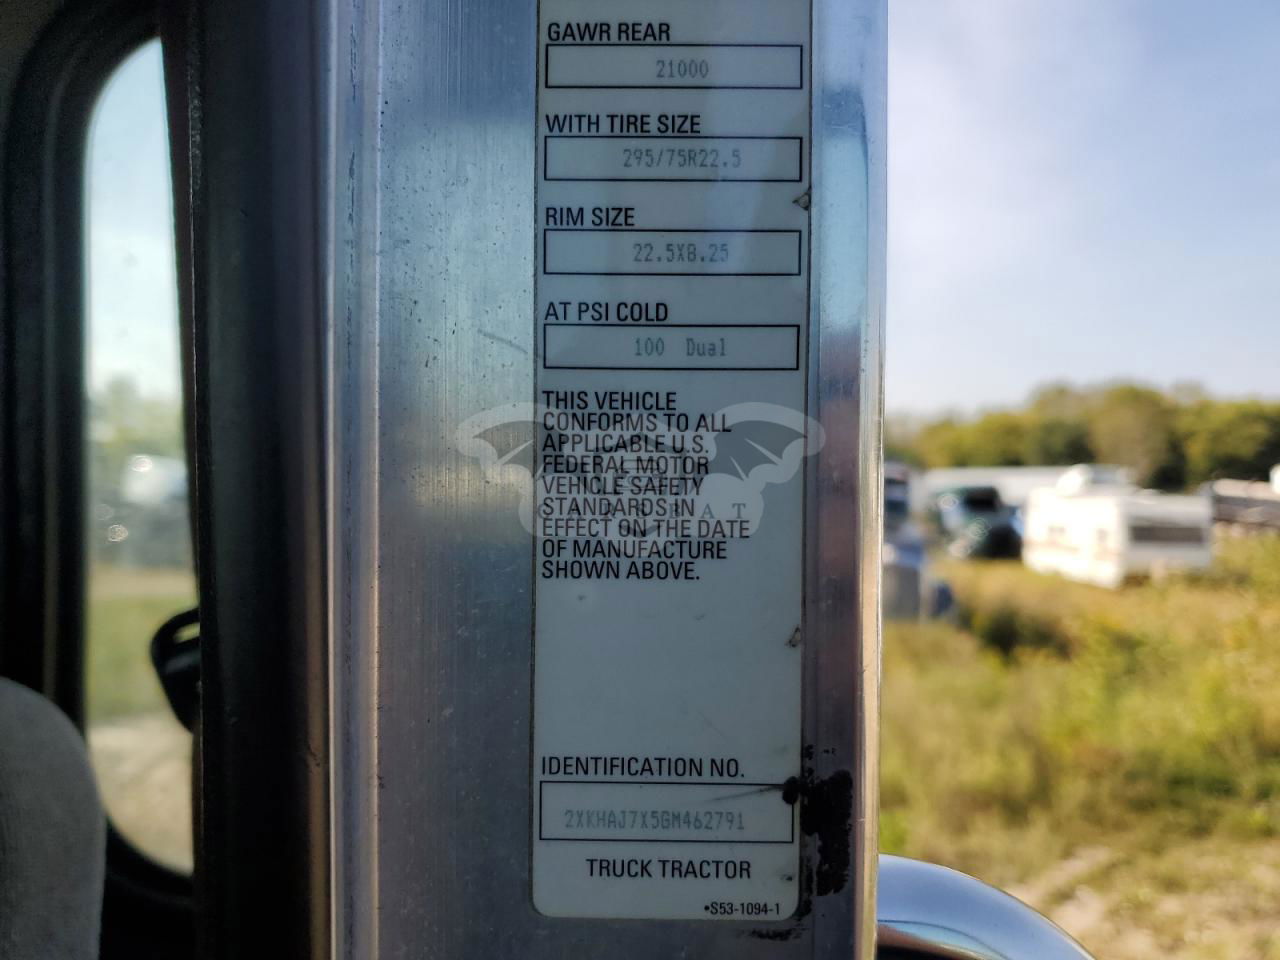 GAWR REAR
21000
WITH TIRE SIZE
295/75R22.5
RIM SIZE
22.5X8.25
AT PSI COLD
100 Dual
THIS VEHICLE
CONFORMS TO ALL
APPLICABLE U.S.
FEDERAL MOTOR
VEHICLE SAFETY
STANDARDS IN
EFFECT ON THE DATE
OF MANUFACTURE
SHOWN ABOVE.
CARSBAT
IDENTIFICATION NO.
2XKHAJ7X5GM462791
TRUCK TRACTOR
•S53-1094-1